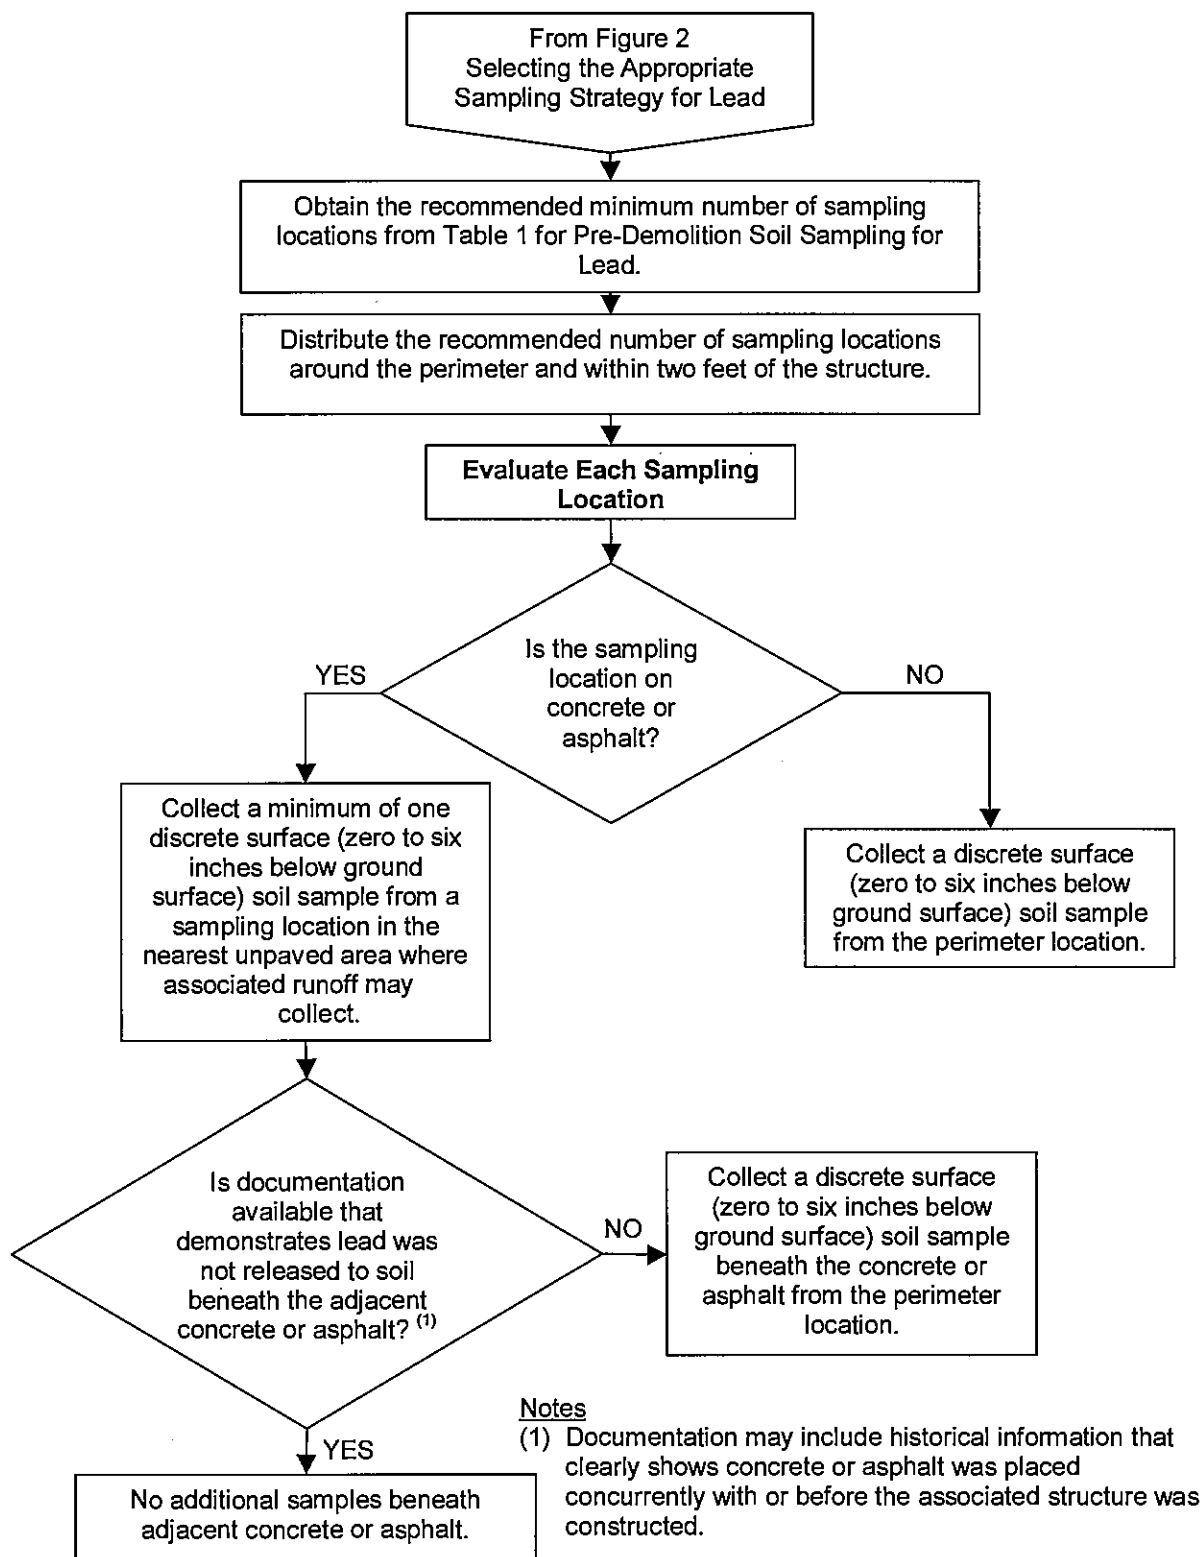 From Figure 2
Selecting the Appropriate
Sampling Strategy for Lead
Obtain the recommended minimum number of sampling
locations from Table 1 for Pre-Demolition Soil Sampling for
Lead.
Distribute the recommended number of sampling locations
around the perimeter and within two feet of the structure.
Evaluate Each Sampling
Location
Is the sampling
location on
concrete or
asphalt?
YES
NO
Collect a minimum of one
discrete surface (zero to six
inches below ground
surface) soil sample from a
sampling location in the
nearest unpaved area where
associated runoff may
collect.
Collect a discrete surface
(zero to six inches below
ground surface) soil sample
from the perimeter location.
Is documentation
available that
demonstrates lead was
not released to soil
beneath the adjacent
concrete or asphalt? (1)
NO
Collect a discrete surface
(zero to six inches below
ground surface) soil sample
beneath the concrete or
asphalt from the perimeter
location.
YES
No additional samples beneath
adjacent concrete or asphalt.
Notes
(1) Documentation may include historical information that
clearly shows concrete or asphalt was placed
concurrently with or before the associated structure was
constructed.